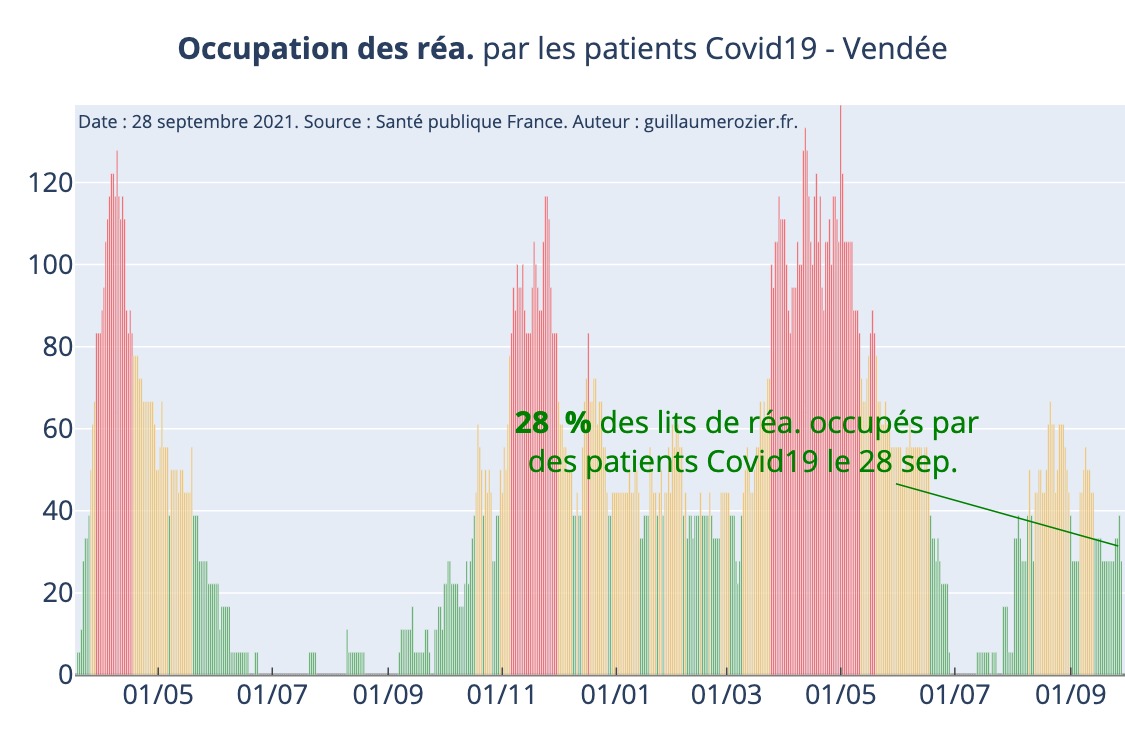 Occupation des réa. par les patients Covid19 - Vendée
Date : 28 septembre 2021. Source : Santé publique France. Auteur : guillaumerozier.fr.
120
100
80
60
40
20
0
28 % des lits de réa. occupés par
des patients Covid19 le 28 sep.
01/05 01/07 01/09 01/11 01/01 01/03 01/05 01/07 01/09